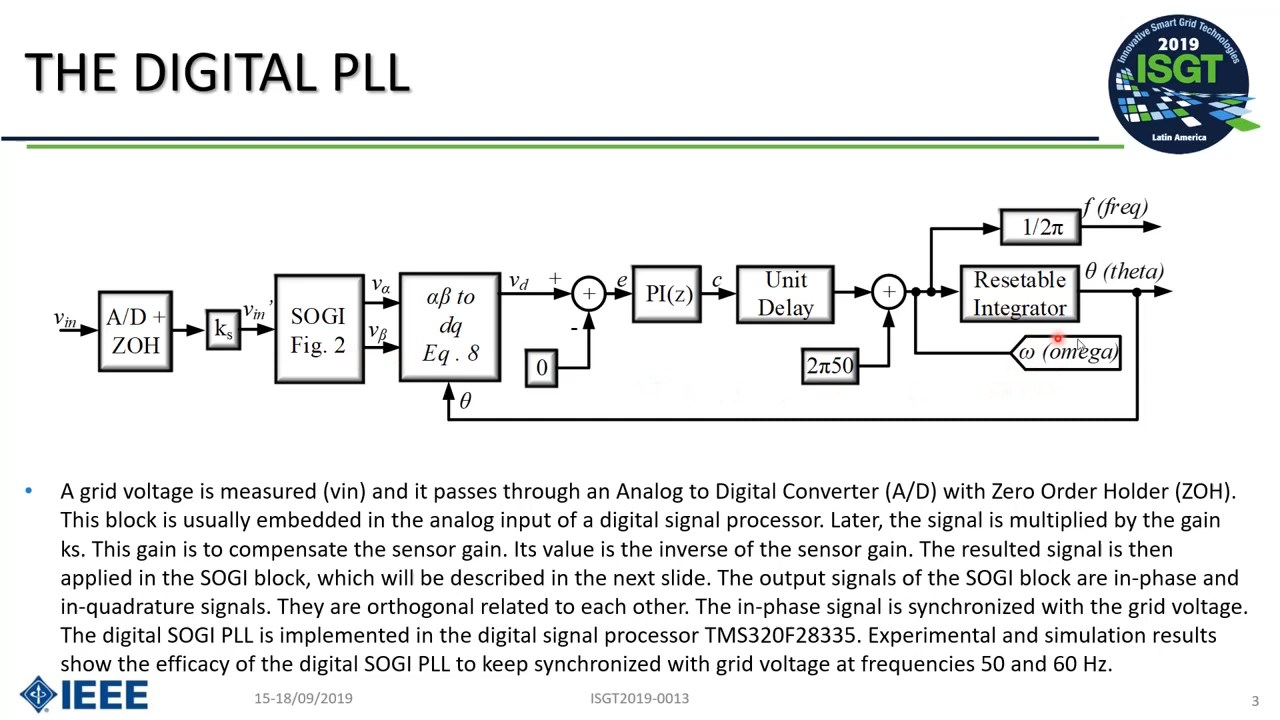 THE DIGITAL PLL
Innovative Smart Grid Technologies
2019
ISGT
Latin America
f (freq)
1/2π
θ (theta)
Resetable
Integrator
ω (omega)
vin
A/D +
ZOH
ks
vin’
SOGI
Fig. 2
vα
vβ
αβ to
dq
Eq . 8
θ
vd
+
+
-
0
e
PI(z)
c
Unit
Delay
+
2π50
• A grid voltage is measured (vin) and it passes through an Analog to Digital Converter (A/D) with Zero Order Holder (ZOH).
This block is usually embedded in the analog input of a digital signal processor. Later, the signal is multiplied by the gain
ks. This gain is to compensate the sensor gain. Its value is the inverse of the sensor gain. The resulted signal is then
applied in the SOGI block, which will be described in the next slide. The output signals of the SOGI block are in-phase and
in-quadrature signals. They are orthogonal related to each other. The in-phase signal is synchronized with the grid voltage.
The digital SOGI PLL is implemented in the digital signal processor TMS320F28335. Experimental and simulation results
show the efficacy of the digital SOGI PLL to keep synchronized with grid voltage at frequencies 50 and 60 Hz.
IEEE
15-18/09/2019
ISGT2019-0013
3